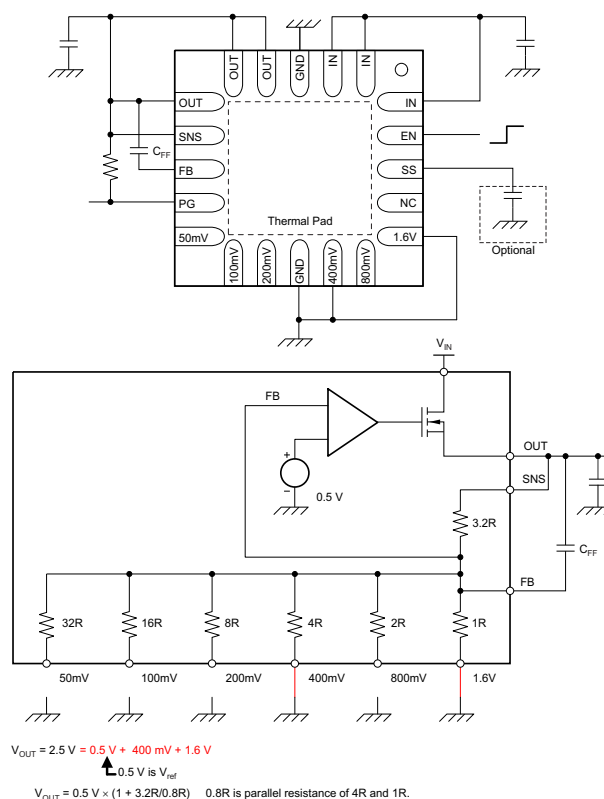 OUT
OUT
GND
IN
IN
OUT
IN
SNS
EN
C_FF
FB
SS
PG
NC
Thermal Pad
50mV
1.6V
Optional
100mV
200mV
GND
400mV
800mV
V_IN
FB
OUT
+
SNS
−
0.5 V
3.2R
C_FF
FB
32R
16R
8R
4R
2R
1R
50mV
100mV
200mV
400mV
800mV
1.6V
V_OUT = 2.5 V = 0.5 V + 400 mV + 1.6 V
0.5 V is V_ref
V_OUT = 0.5 V × (1 + 3.2R/0.8R) 0.8R is parallel resistance of 4R and 1R.